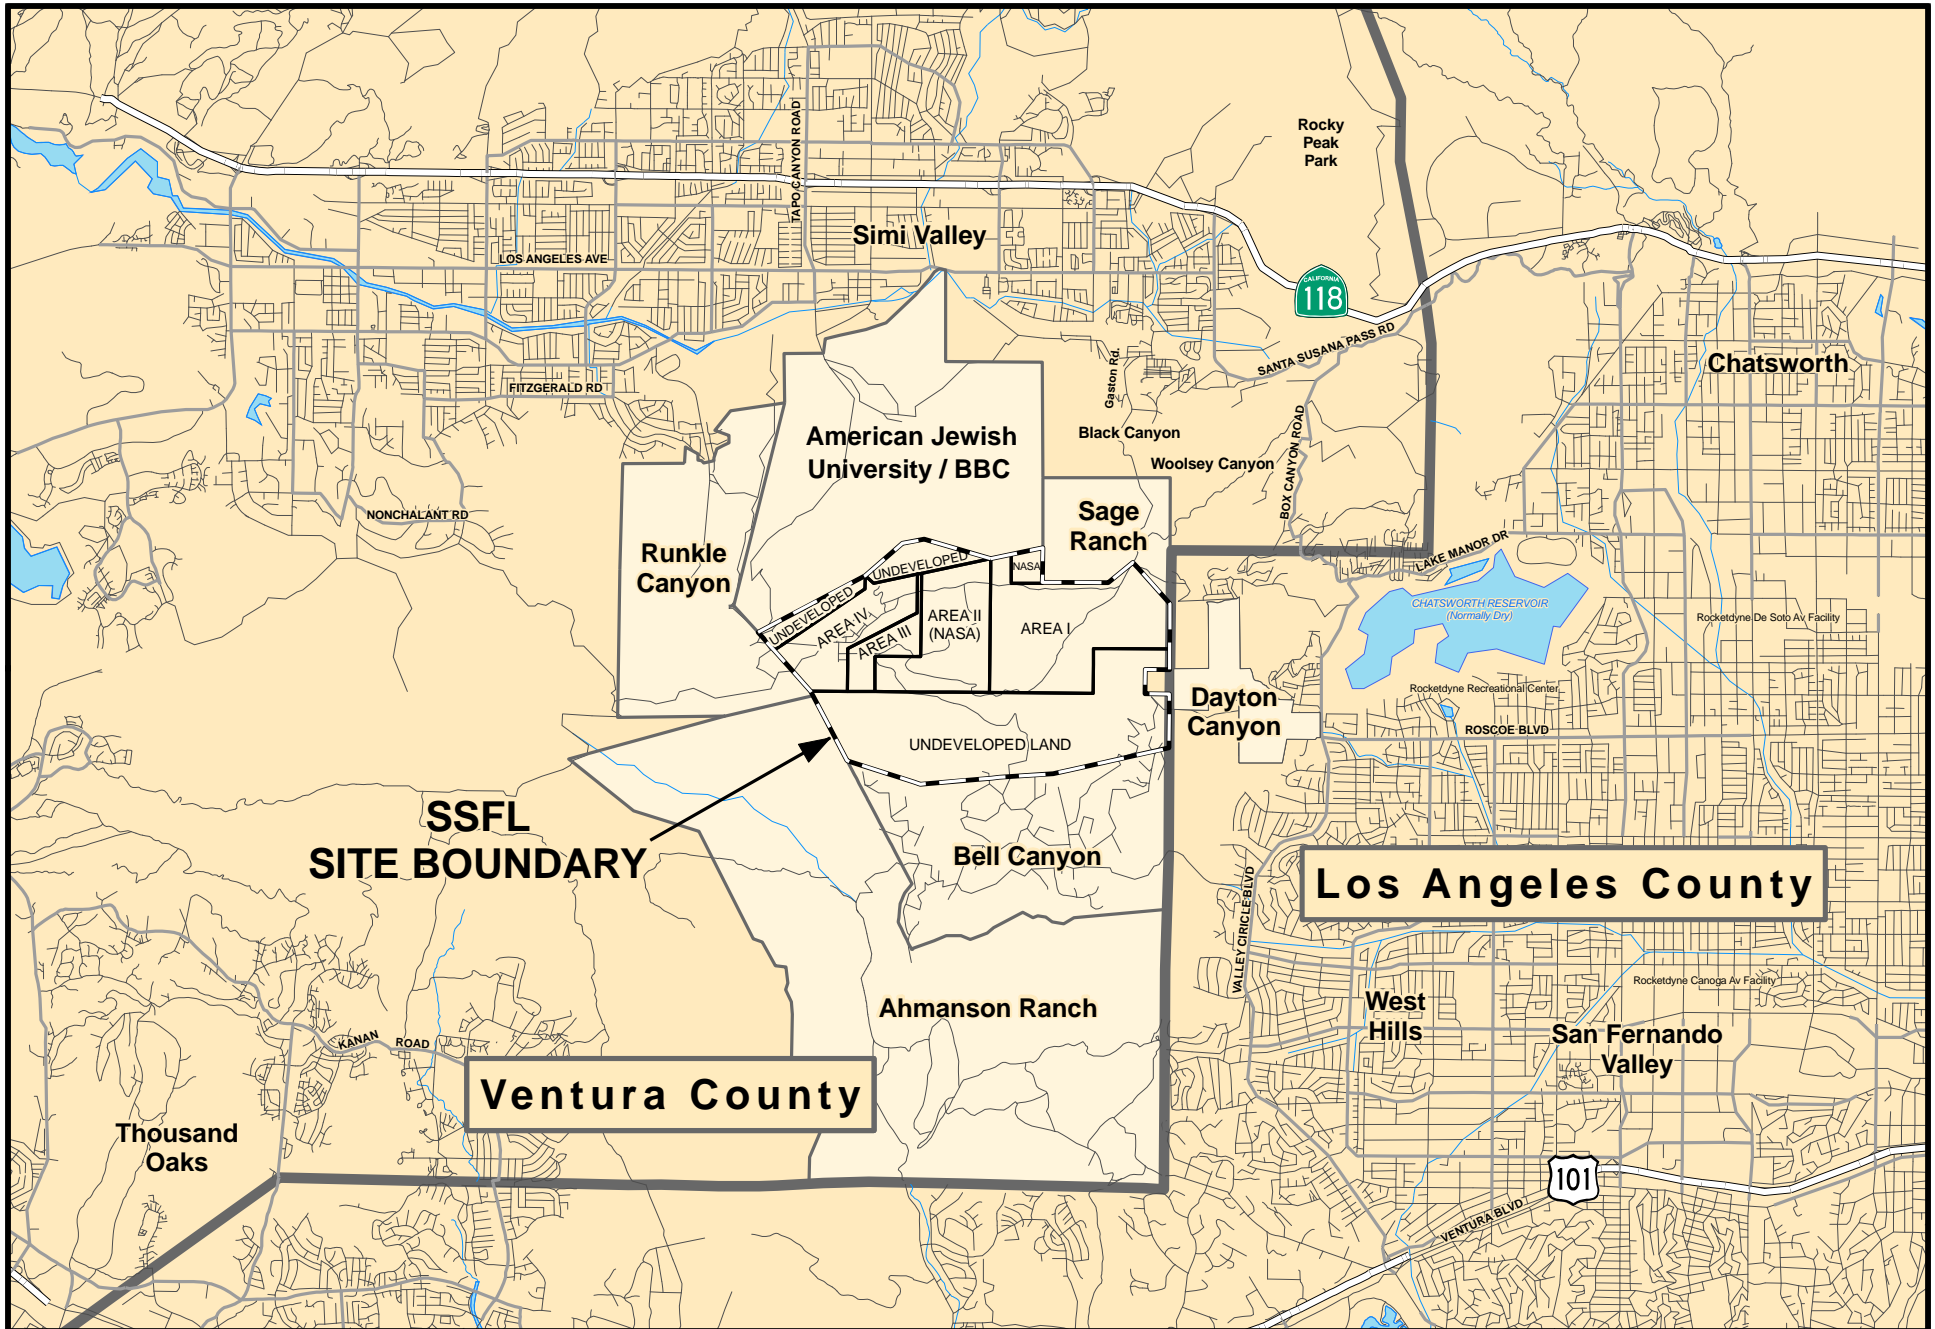 Rocky
Peak
Park
TAPO CANYON ROAD
Simi Valley
LOS ANGELES AVE
CALIFORNIA
118
SANTA SUSANA PASS RD
Chatsworth
Gaston Rd.
FITZGERALD RD
American Jewish
University / BBC
Black Canyon
Woolsey Canyon
BOX CANYON ROAD
NONCHALANT RD
Sage
Ranch
Runkle
Canyon
LAKE MANOR DR
UNDEVELOPED
NASA
CHATSWORTH RESERVOIR
(Normally Dry)
UNDEVELOPED
AREA IV
AREA III
AREA II
(NASA)
AREA I
Rocketdyne De Soto Av Facility
Rocketdyne Recreational Center
Dayton
Canyon
ROSCOE BLVD
UNDEVELOPED LAND
SSFL
SITE BOUNDARY
Bell Canyon
Los Angeles County
VALLEY CIRICLE BLVD
Rocketdyne Canoga Av Facility
Ahmanson Ranch
West
Hills
San Fernando
Valley
KANAN ROAD
Ventura County
Thousand
Oaks
101
VENTURA BLVD